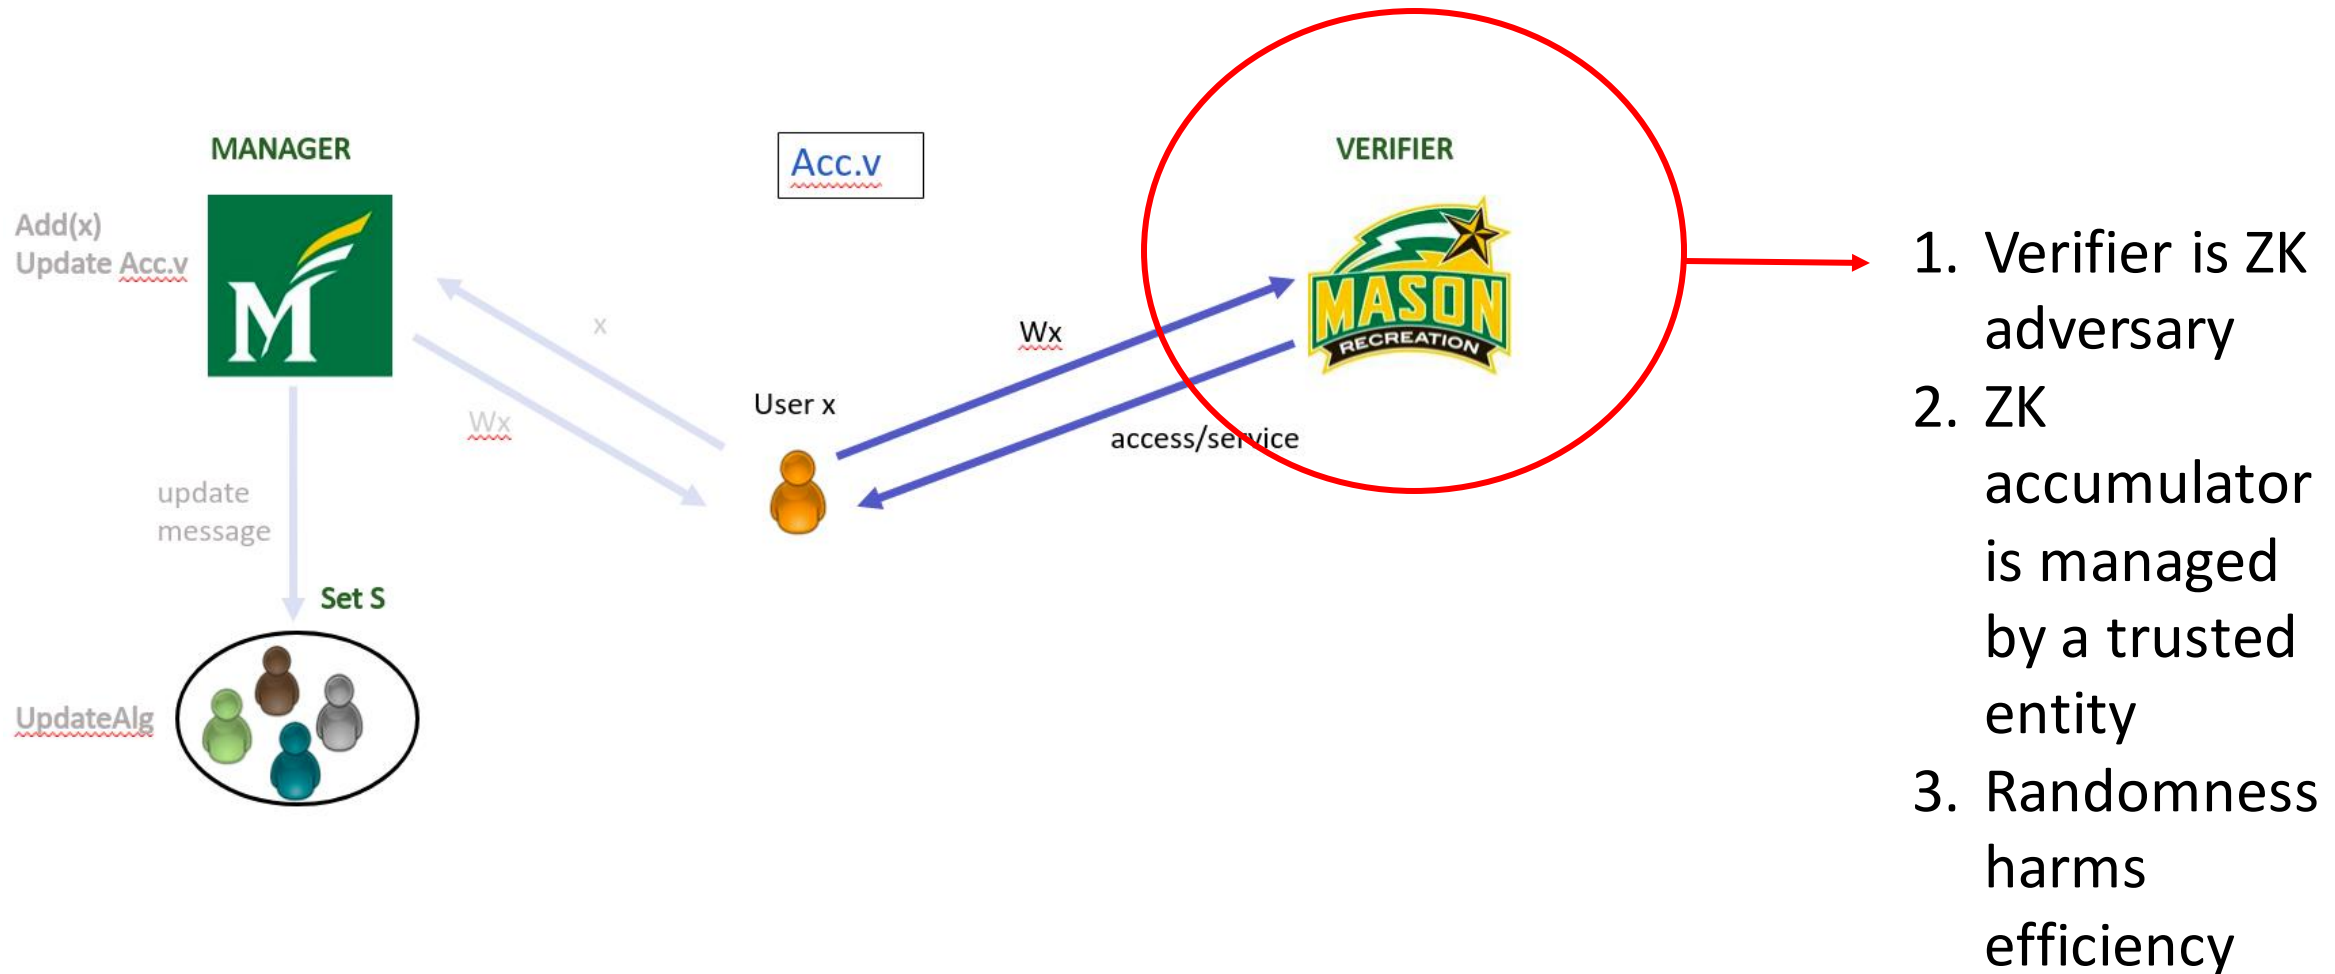 MANAGER
Acc.v
VERIFIER
Add(x)
Update Acc.v
M
x
Wx
MASON
RECREATION
User x
Wx
access/service
update
message
Set S
UpdateAlg
1. Verifier is ZK
adversary
2. ZK
accumulator
is managed
by a trusted
entity
3. Randomness
harms
efficiency